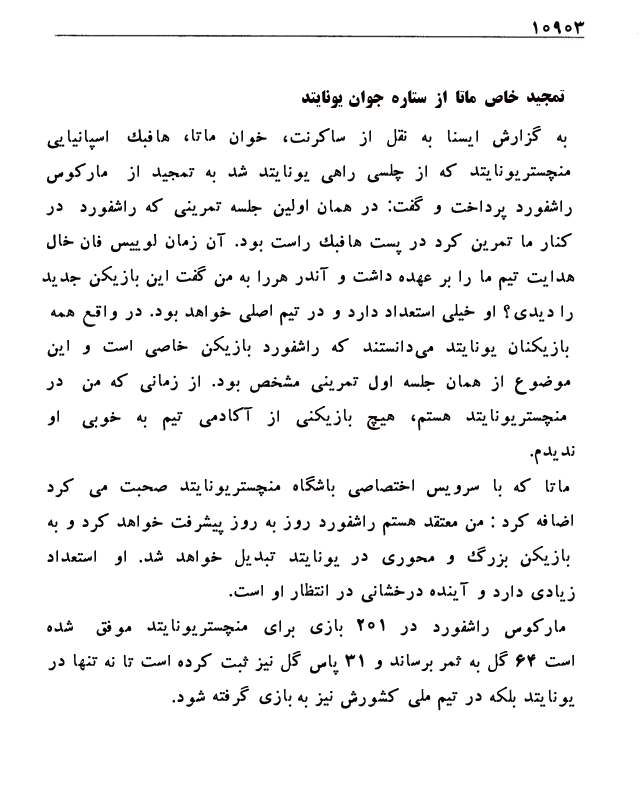 ۱۰۹۰۳
تمجید خاص ماتا از ستاره جوان یونایتد
به گزارش ایسنا به نقل از ساکرنت، خوان ماتا، هافبک اسپانیایی
منچستریونایتد که از چلسی راهی یونایتد شد به تمجید از مارکوس
راشفورد پرداخت و گفت: در همان اولین جلسه تمرینی که راشفورد در
کنار ما تمرین کرد در پست هافبک راست بود. آن زمان لوییس فان خال
هدایت تیم ما را بر عهده داشت و آندر هررا به من گفت این بازیکن جدید
را دیدی؟ او خیلی استعداد دارد و در تیم اصلی خواهد بود. در واقع همه
بازیکنان یونایتد می‌دانستند که راشفورد بازیکن خاصی است و این
موضوع از همان جلسه اول تمرینی مشخص بود. از زمانی که من در
منچستریونایتد هستم، هیچ بازیکنی از آکادمی تیم به خوبی او
ندیدم.
ماتا که با سرویس اختصاصی باشگاه منچستریونایتد صحبت می کرد
اضافه کرد : من معتقد هستم راشفورد روز به روز پیشرفت خواهد کرد و به
بازیکن بزرگ و محوری در یونایتد تبدیل خواهد شد. او استعداد
زیادی دارد و آینده درخشانی در انتظار او است.
مارکوس راشفورد در ۲۰۱ بازی برای منچستریونایتد موفق شده
است ۶۴ گل به ثمر برساند و ۳۱ پاس گل نیز ثبت کرده است تا نه تنها در
یونایتد بلکه در تیم ملی کشورش نیز به بازی گرفته شود.